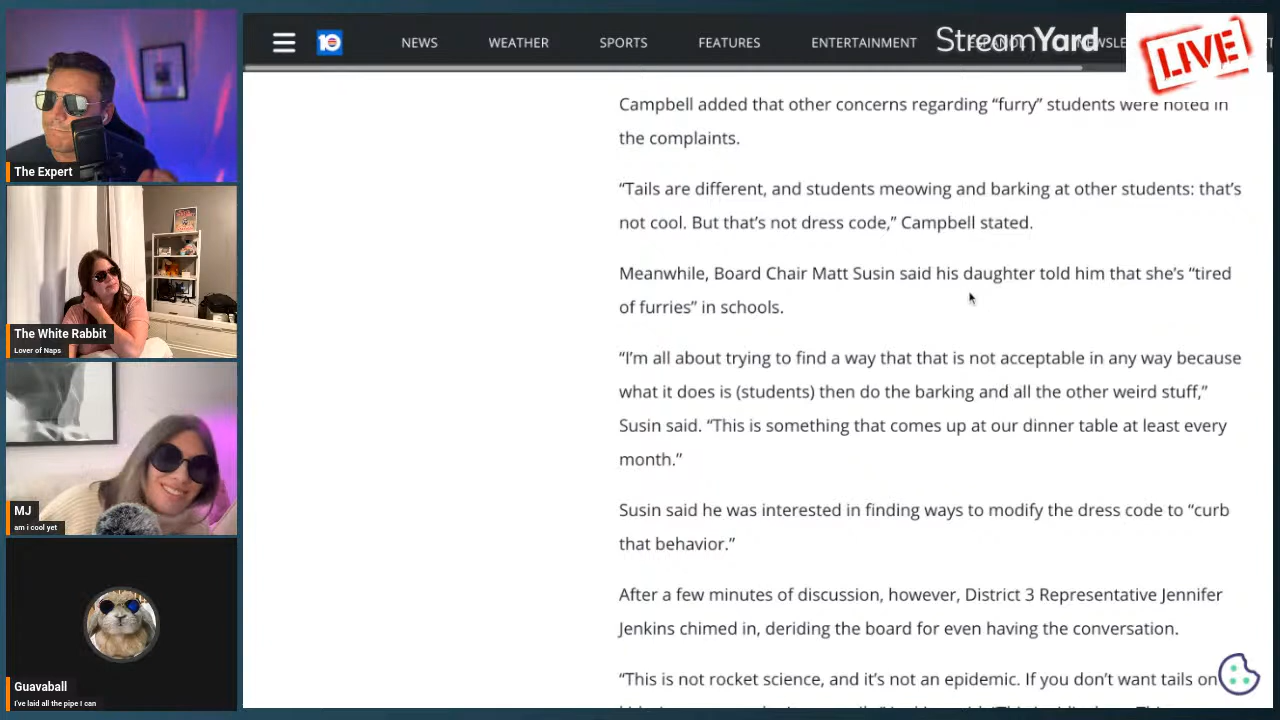 The Expert
The White Rabbit
Lover of Naps
MJ
am i cool yet
Guavaball
I've laid all the pipe I can
10
NEWS
WEATHER
SPORTS
FEATURES
ENTERTAINMENT
StreamYard
LIVE
Campbell added that other concerns regarding “furry” students were noted in
the complaints.
“Tails are different, and students meowing and barking at other students: that’s
not cool. But that’s not dress code,” Campbell stated.
Meanwhile, Board Chair Matt Susin said his daughter told him that she’s “tired
of furries” in schools.
“I’m all about trying to find a way that that is not acceptable in any way because
what it does is (students) then do the barking and all the other weird stuff,”
Susin said. “This is something that comes up at our dinner table at least every
month.”
Susin said he was interested in finding ways to modify the dress code to “curb
that behavior.”
After a few minutes of discussion, however, District 3 Representative Jennifer
Jenkins chimed in, deriding the board for even having the conversation.
“This is not rocket science, and it’s not an epidemic. If you don’t want tails on